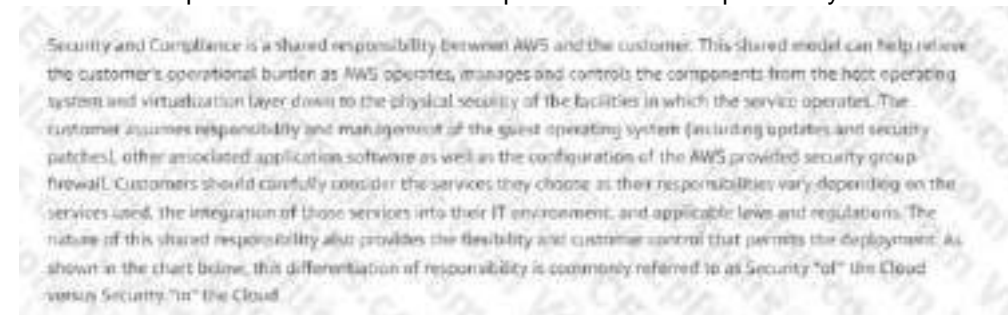 Security and Compliance is a shared responsibility between AWS and the customer. This shared model can help relieve
the customer's operational burden as AWS operates, manages and controls the components from the host operating
system and virtualization layer down to the physical security of the facilities in which the service operates. The
customer assumes responsibility and management of the guest operating system (including updates and security
patches), other associated application software as well as the configuration of the AWS provided security group
firewall. Customers should carefully consider the services they choose as their responsibilities vary depending on the
services used, the integration of those services into their IT environment, and applicable laws and regulations. The
nature of this shared responsibility also provides the flexibility and customer control that permits the deployment. As
shown in the chart below, this differentiation of responsibility is commonly referred to as Security "of" the Cloud
versus Security "in" the Cloud.